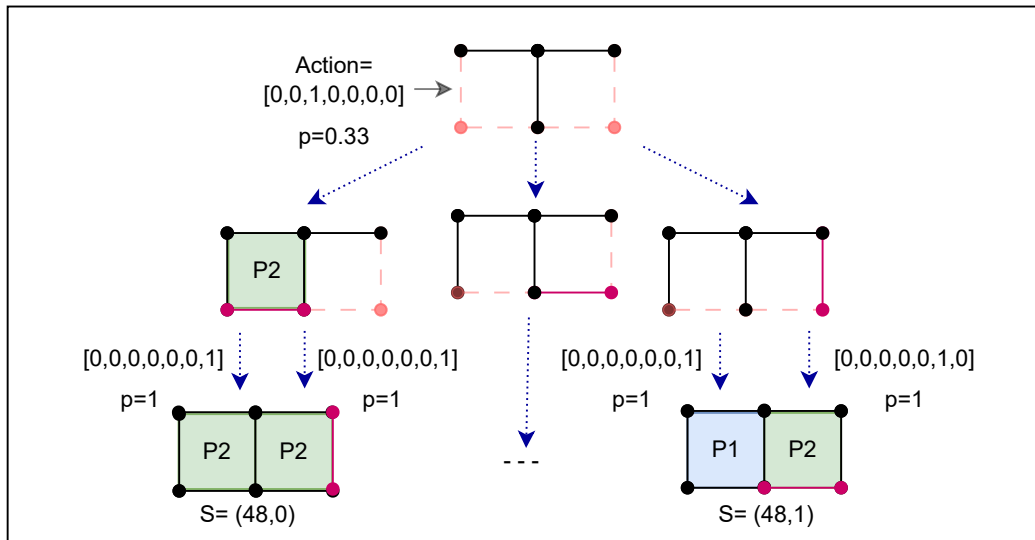 Action=
[0,0,1,0,0,0,0]
p=0.33
P2
[0,0,0,0,0,0,1]
[0,0,0,0,0,0,1]
[0,0,0,0,0,0,1]
[0,0,0,0,0,1,0]
p=1
p=1
p=1
p=1
P2
P2
P1
P2
---
S= (48,0)
S= (48,1)